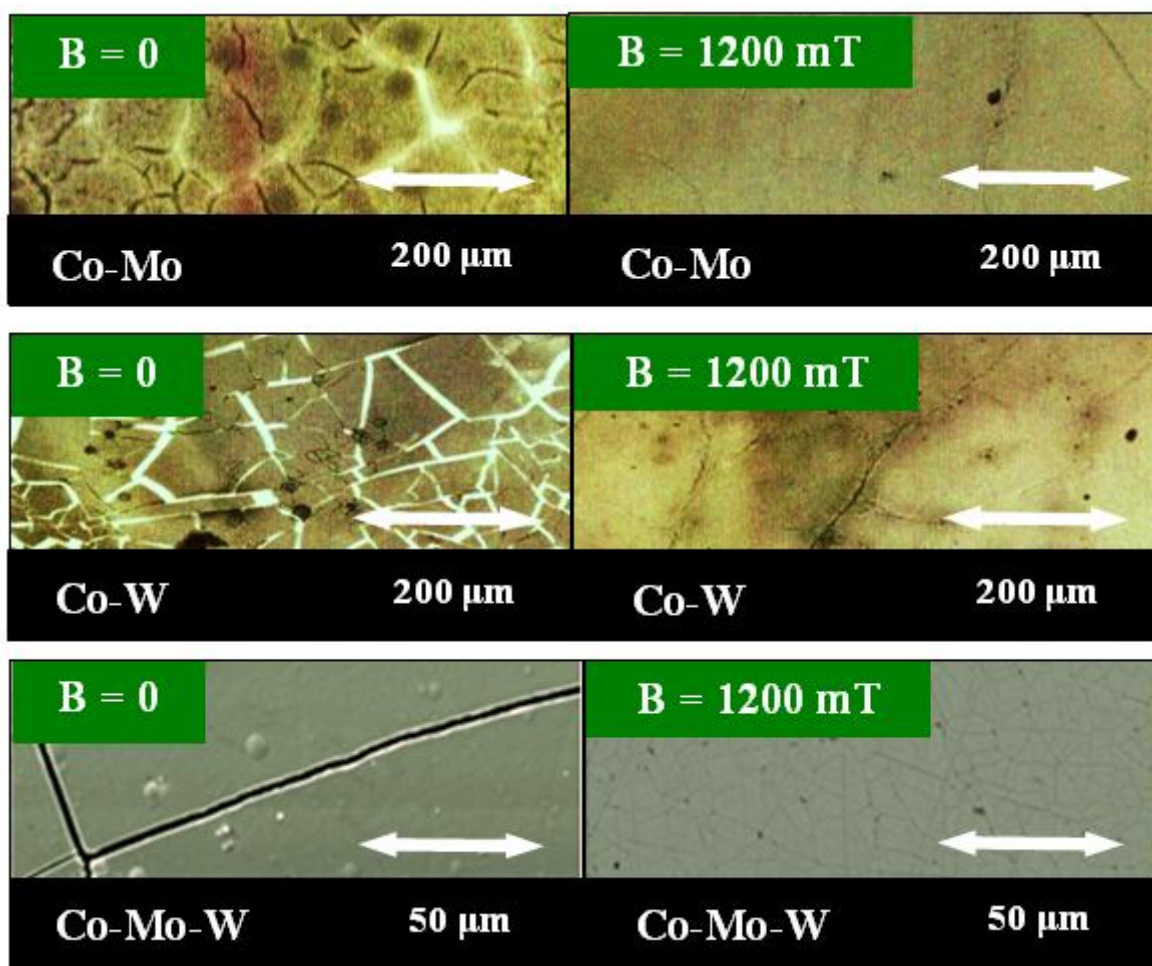 B = 0
B = 1200 mT
Co-Mo
200 μm
Co-Mo
200 μm
B = 0
B = 1200 mT
Co-W
200 μm
Co-W
200 μm
B = 0
B = 1200 mT
Co-Mo-W
50 μm
Co-Mo-W
50 μm